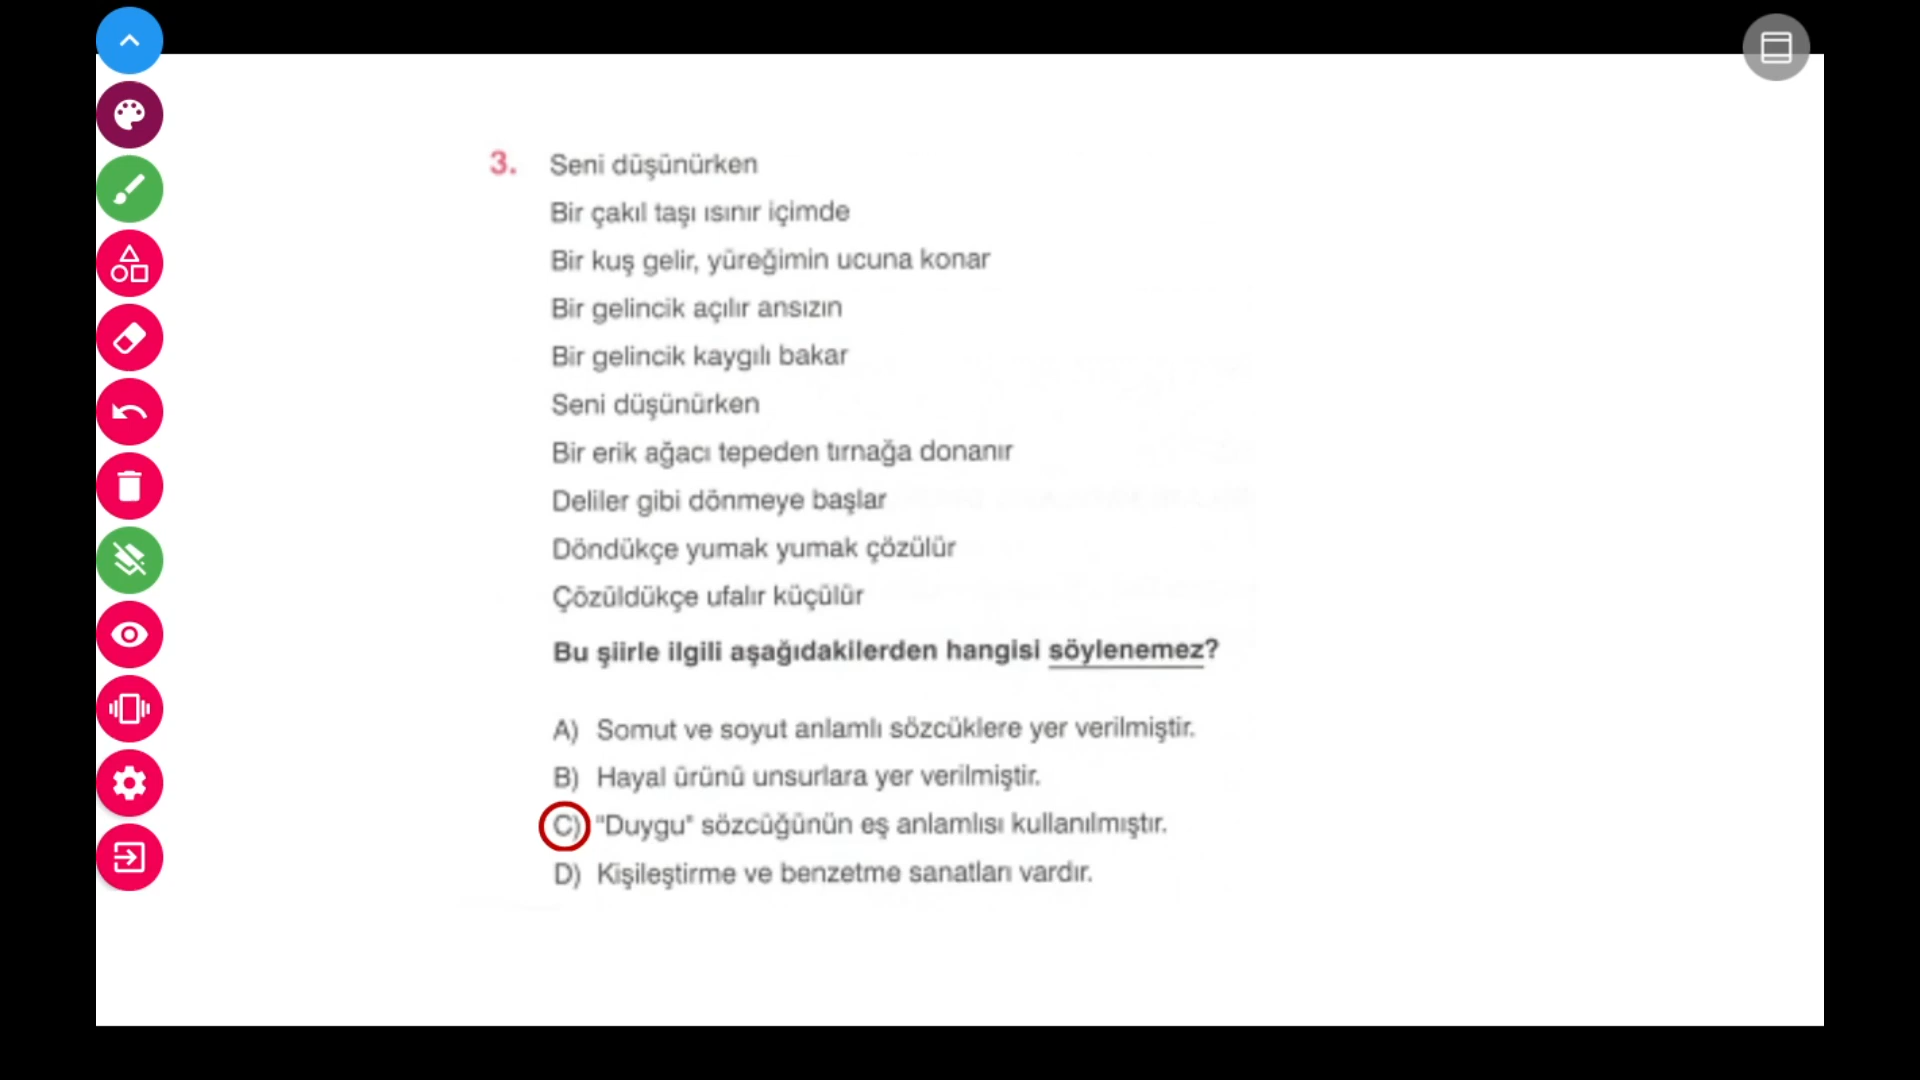 3. Seni düşünürken
Bir çakıl taşı ısınır içimde
Bir kuş gelir, yüreğimin ucuna konar
Bir gelincik açılır ansızın
Bir gelincik kaygılı bakar
Seni düşünürken
Bir erik ağacı tepeden tırnağa donanır
Deliler gibi dönmeye başlar
Döndükçe yumak yumak çözülür
Çözüldükçe ufalır küçülür
Bu şiirle ilgili aşağıdakilerden hangisi söylenemez?
A) Somut ve soyut anlamlı sözcüklere yer verilmiştir.
B) Hayal ürünü unsurlara yer verilmiştir.
C) "Duygu" sözcüğünün eş anlamlısı kullanılmıştır.
D) Kişileştirme ve benzetme sanatları vardır.